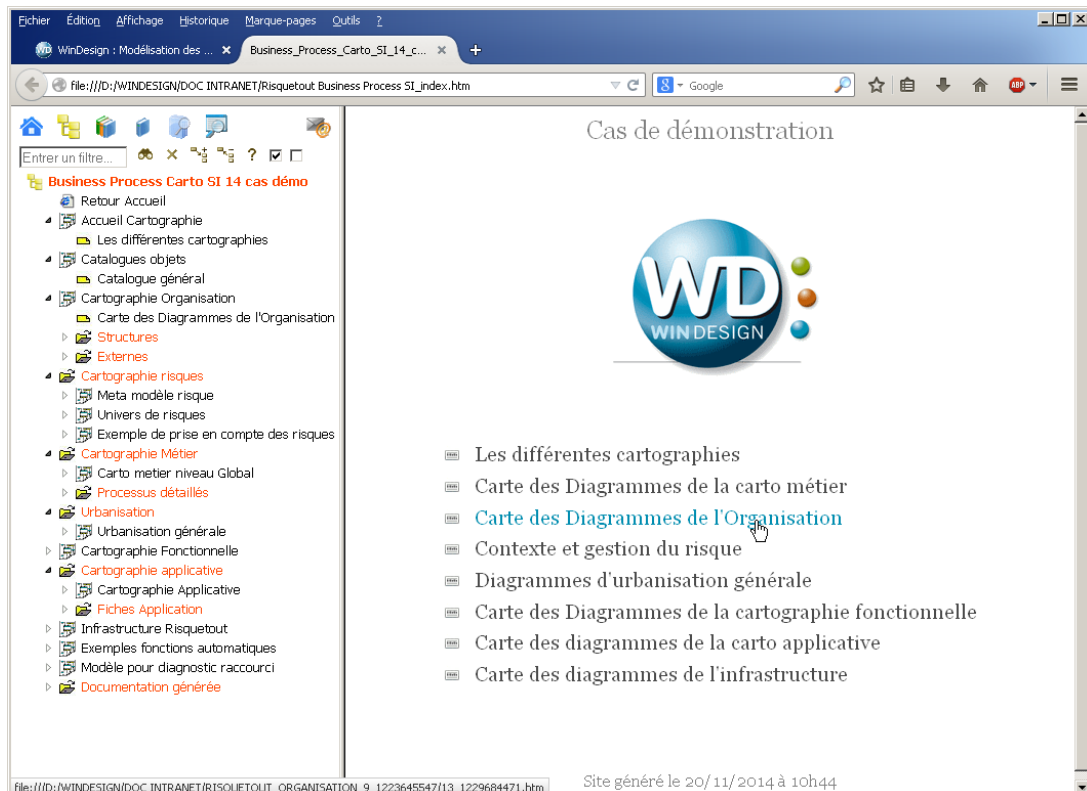 Fichier Édition Affichage Historique Marque-pages Outils ?
WinDesign : Modélisation des ... × Business_Process_Carto_SI_14_c... × +
file:///D:/WINDESIGN/DOC INTRANET/Risquetout Business Process SI_index.htm
8 Google
ABP
Entrer un filtre...
?
Business Process Carto SI 14 cas démo
Retour Accueil
Accueil Cartographie
Les différentes cartographies
Catalogues objets
Catalogue général
Cartographie Organisation
Carte des Diagrammes de l'Organisation
Structures
Externes
Cartographie risques
Meta modèle risque
Univers de risques
Exemple de prise en compte des risques
Cartographie Métier
Carto metier niveau Global
Processus détaillés
Urbanisation
Urbanisation générale
Cartographie Fonctionnelle
Cartographie applicative
Cartographie Applicative
Fiches Application
Infrastructure Risquetout
Exemples fonctions automatiques
Modèle pour diagnostic raccourci
Documentation générée
Cas de démonstration
WD
WIN DESIGN
Les différentes cartographies
Carte des Diagrammes de la carto métier
Carte des Diagrammes de l'Organisation
Contexte et gestion du risque
Diagrammes d'urbanisation générale
Carte des Diagrammes de la cartographie fonctionnelle
Carte des diagrammes de la carto applicative
Carte des diagrammes de l'infrastructure
Site généré le 20/11/2014 à 10h44
file:///D:/WINDESIGN/DOC INTRANET/RISQUETOUT_ORGANISATION_9_1223645547/13_1229684471.htm